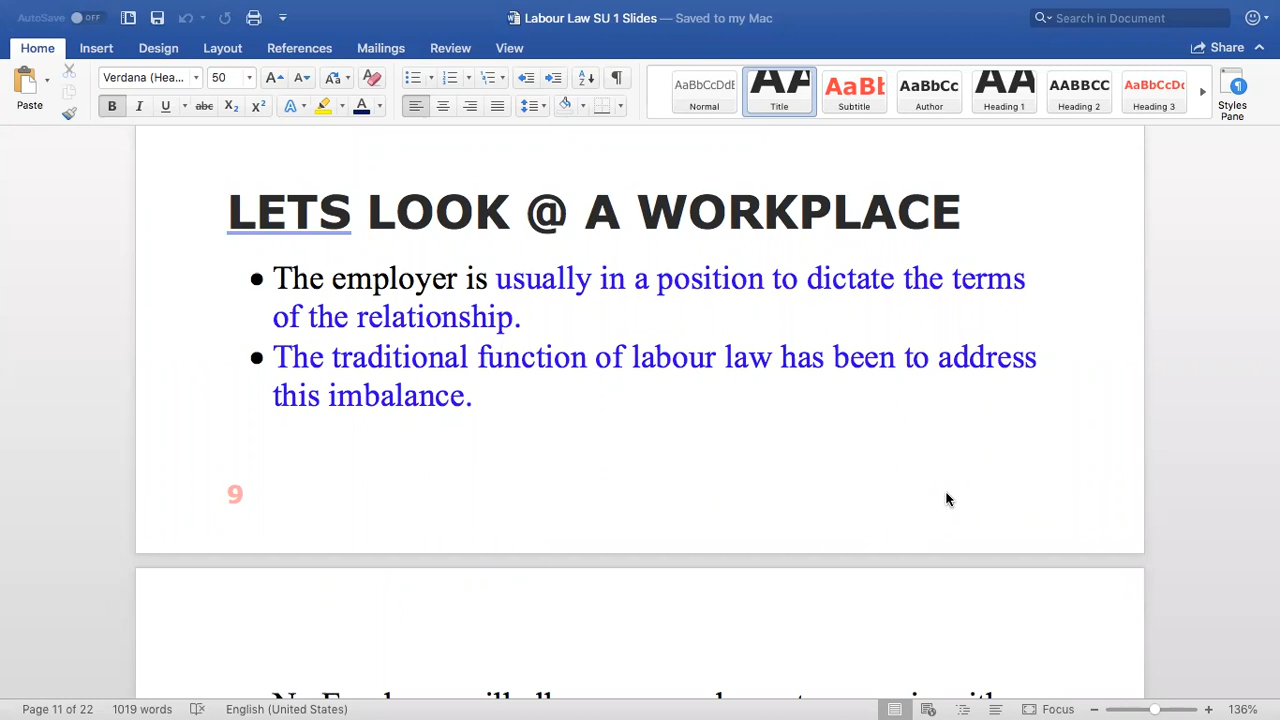 AutoSave OFF
Labour Law SU 1 Slides — Saved to my Mac
Search in Document
Home Insert Design Layout References Mailings Review View
Share
Paste
Verdana (Hea... 50
B I U abc X2 X2 A A
AaBbCcDdE Normal
AA Title
AaBb Subtitle
AaBbCc Author
AA Heading 1
AABBCC Heading 2
AaBbCcDc Heading 3
Styles
Pane
LETS LOOK @ A WORKPLACE
• The employer is usually in a position to dictate the terms
of the relationship.
• The traditional function of labour law has been to address
this imbalance.
9
Page 11 of 22 1019 words English (United States) Focus 136%